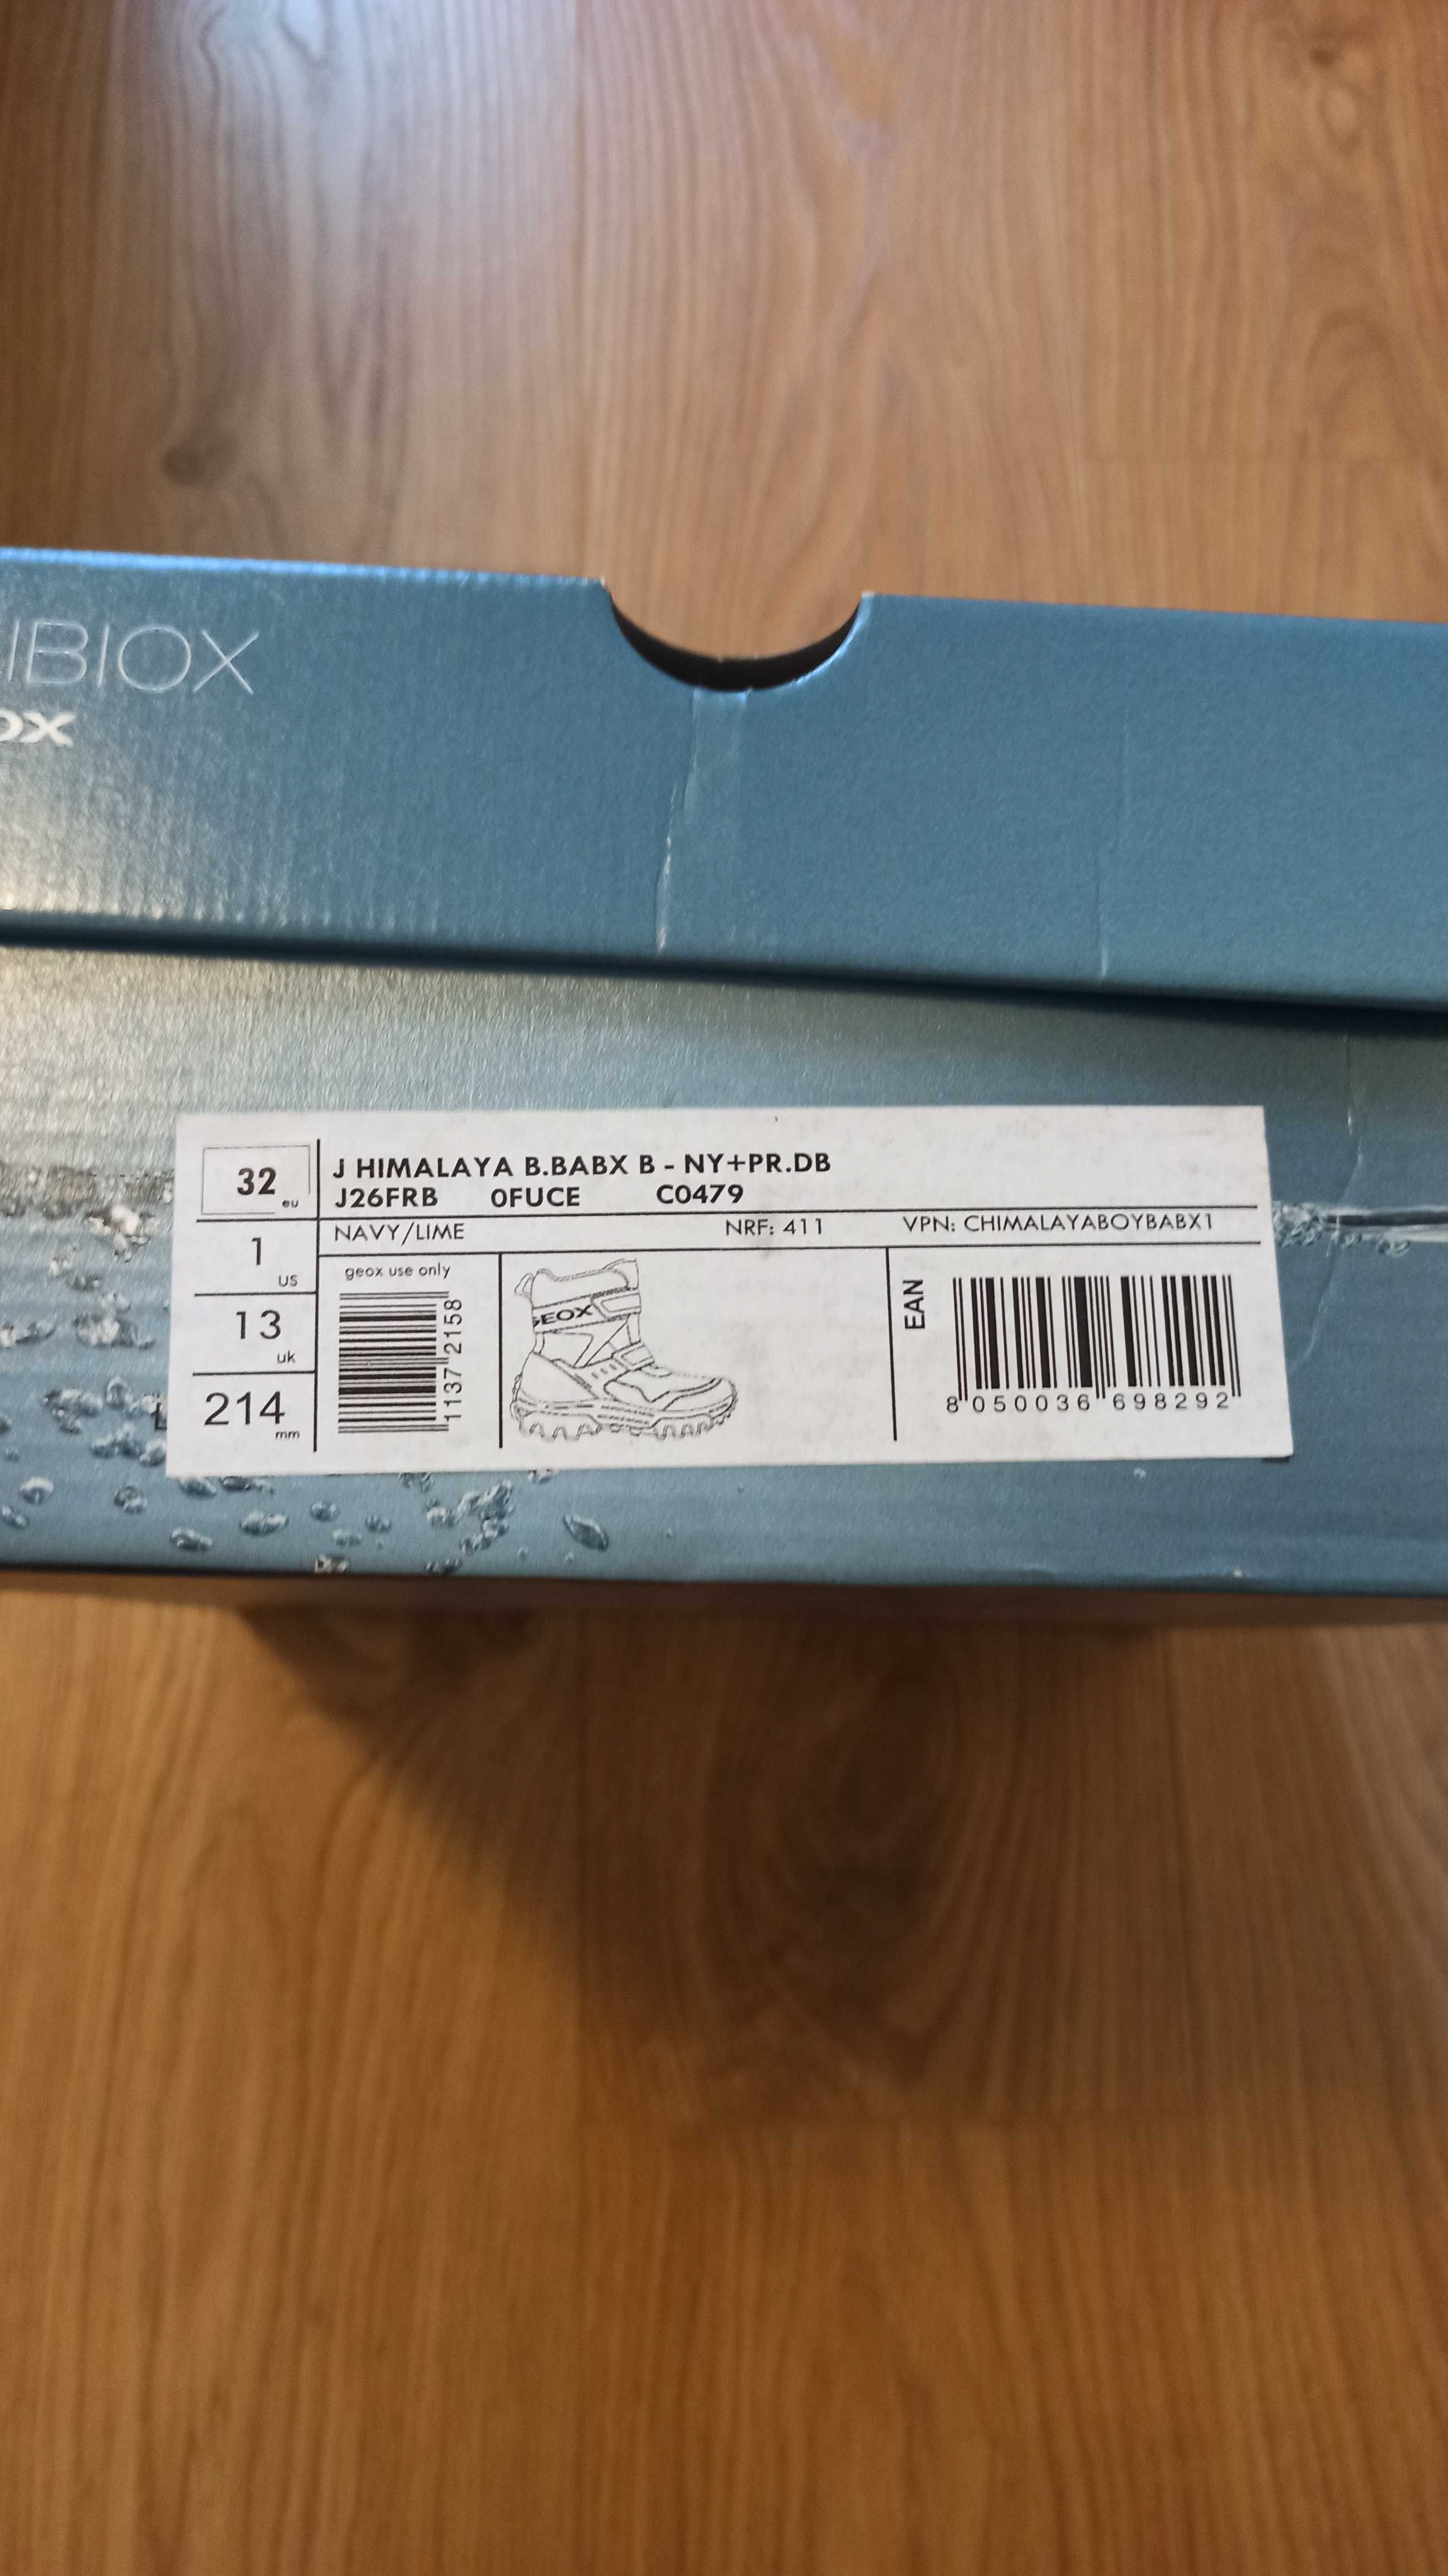 IBIOX
OX
32 eu
J HIMALAYA B.BABX B - NY+PR.DB
J26FRB 0FUCE C0479
NAVY/LIME NRF: 411 VPN: CHIMALAYABOYBABX1
1 US
13 uk
214 mm
geox use only
1137 2158
GEOX
EAN
8 050036 698292